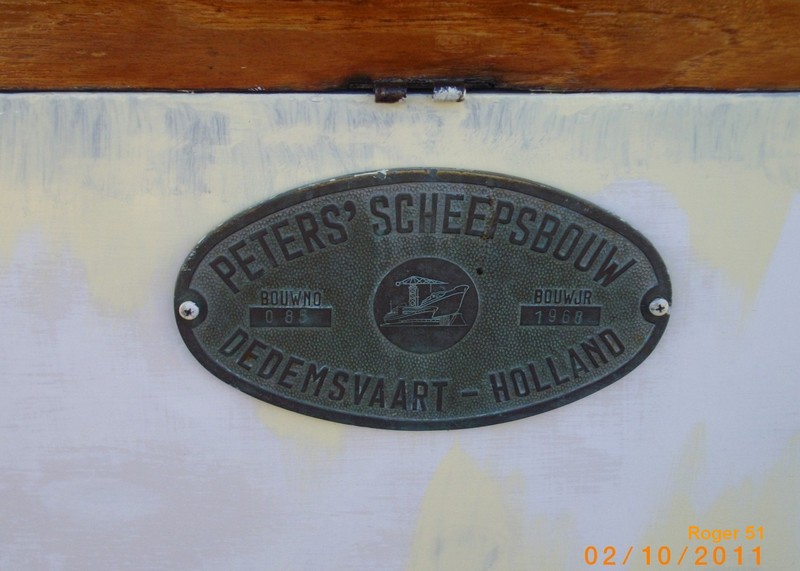 PETERS' SCHEEPSBOUW
BOUWNO
085
BOUWJR
1968
DEDEMSVAART - HOLLAND
Roger 51
02/10/2011